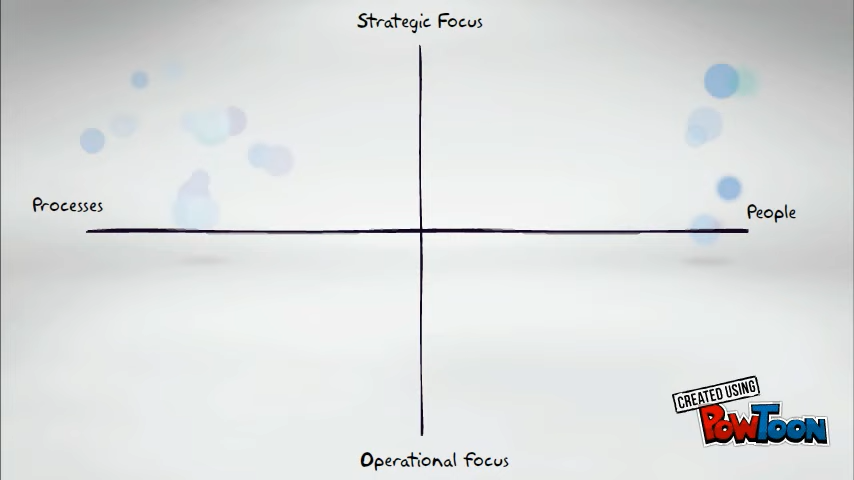 Strategic Focus
Processes
People
CREATED USING
POWTOON
Operational focus